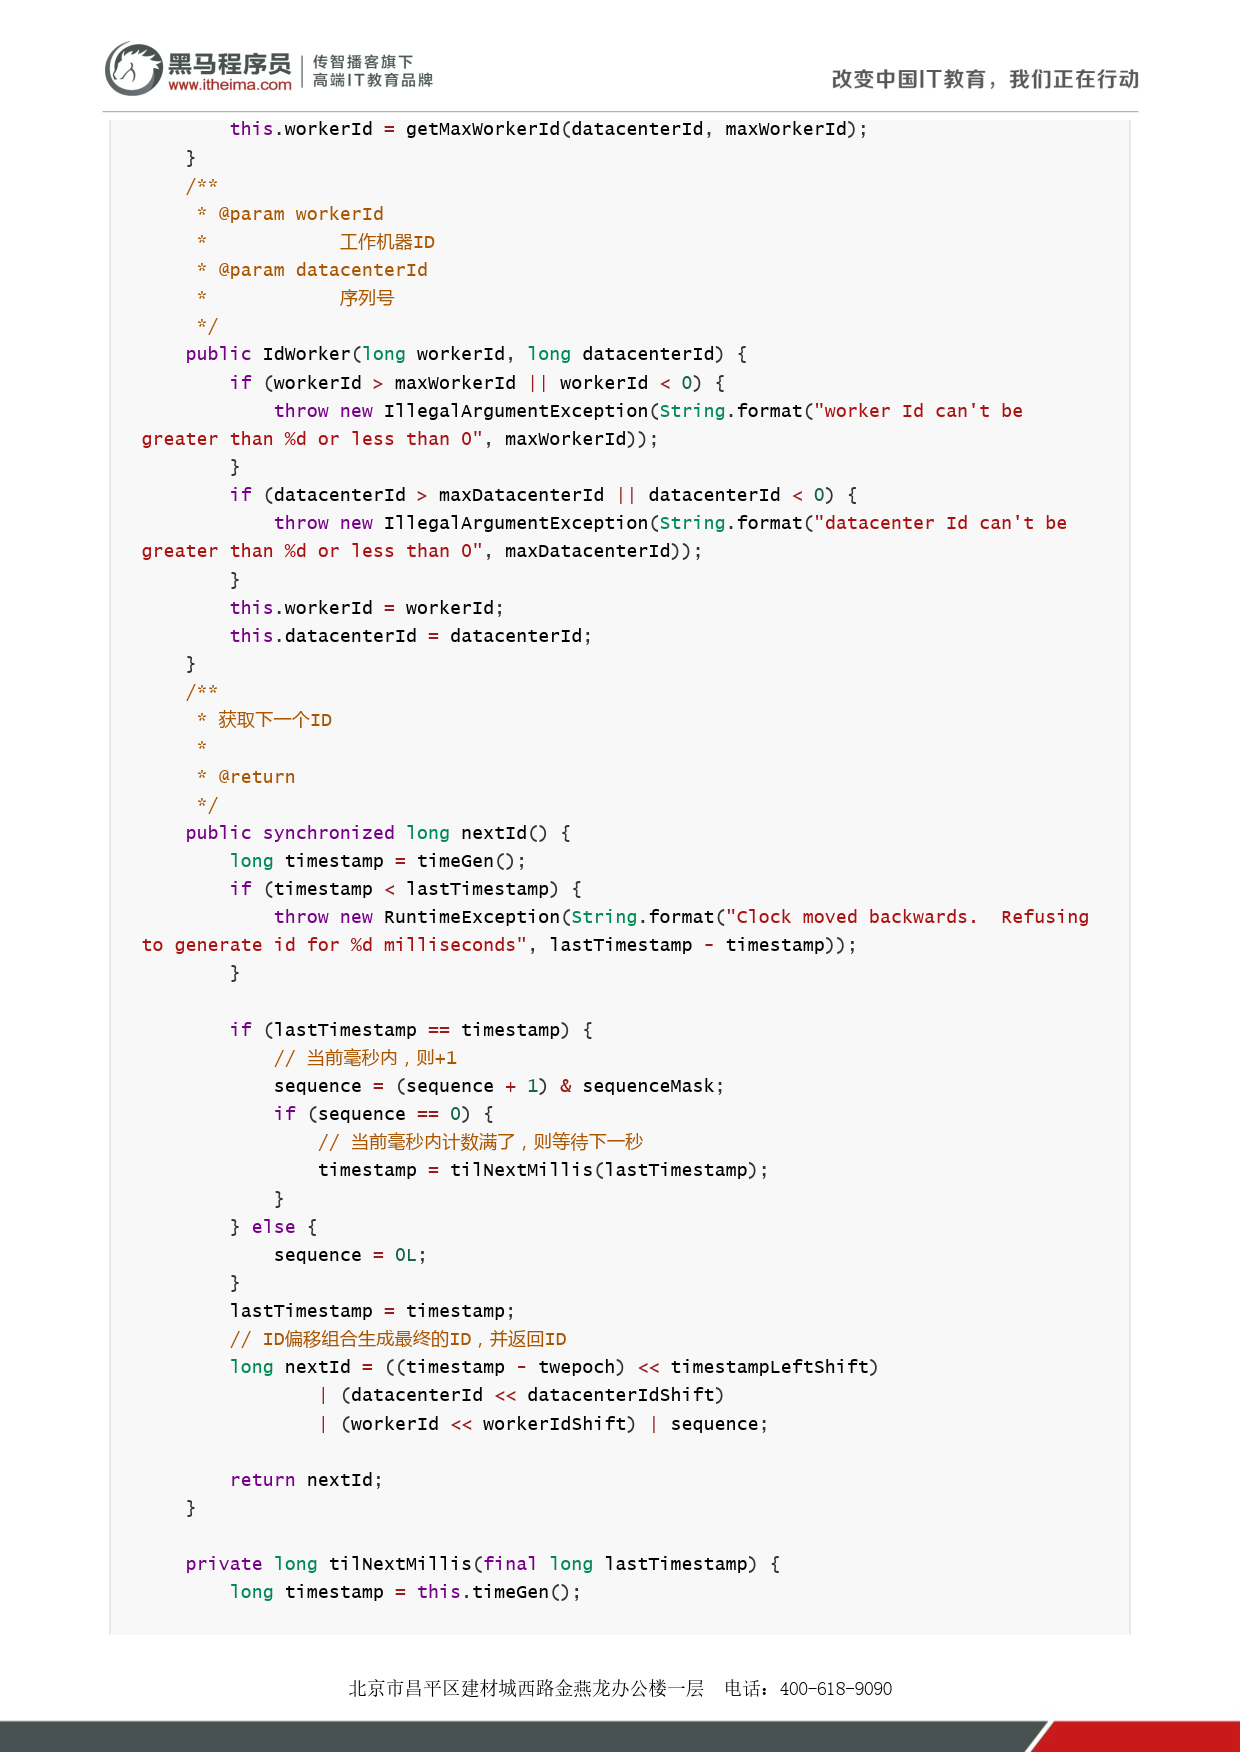 黑马程序员
www.itheima.com
传智播客旗下
高端IT教育品牌
改变中国IT教育，我们正在行动
        this.workerId = getMaxWorkerId(datacenterId, maxWorkerId);
    }
    /**
     * @param workerId
     *            工作机器ID
     * @param datacenterId
     *            序列号
     */
    public IdWorker(long workerId, long datacenterId) {
        if (workerId > maxWorkerId || workerId < 0) {
            throw new IllegalArgumentException(String.format("worker Id can't be
greater than %d or less than 0", maxWorkerId));
        }
        if (datacenterId > maxDatacenterId || datacenterId < 0) {
            throw new IllegalArgumentException(String.format("datacenter Id can't be
greater than %d or less than 0", maxDatacenterId));
        }
        this.workerId = workerId;
        this.datacenterId = datacenterId;
    }
    /**
     * 获取下一个ID
     *
     * @return
     */
    public synchronized long nextId() {
        long timestamp = timeGen();
        if (timestamp < lastTimestamp) {
            throw new RuntimeException(String.format("Clock moved backwards.  Refusing
to generate id for %d milliseconds", lastTimestamp - timestamp));
        }

        if (lastTimestamp == timestamp) {
            // 当前毫秒内，则+1
            sequence = (sequence + 1) & sequenceMask;
            if (sequence == 0) {
                // 当前毫秒内计数满了，则等待下一秒
                timestamp = tilNextMillis(lastTimestamp);
            }
        } else {
            sequence = 0L;
        }
        lastTimestamp = timestamp;
        // ID偏移组合生成最终的ID，并返回ID
        long nextId = ((timestamp - twepoch) << timestampLeftShift)
                | (datacenterId << datacenterIdShift)
                | (workerId << workerIdShift) | sequence;

        return nextId;
    }

    private long tilNextMillis(final long lastTimestamp) {
        long timestamp = this.timeGen();
北京市昌平区建材城西路金燕龙办公楼一层 电话：400-618-9090